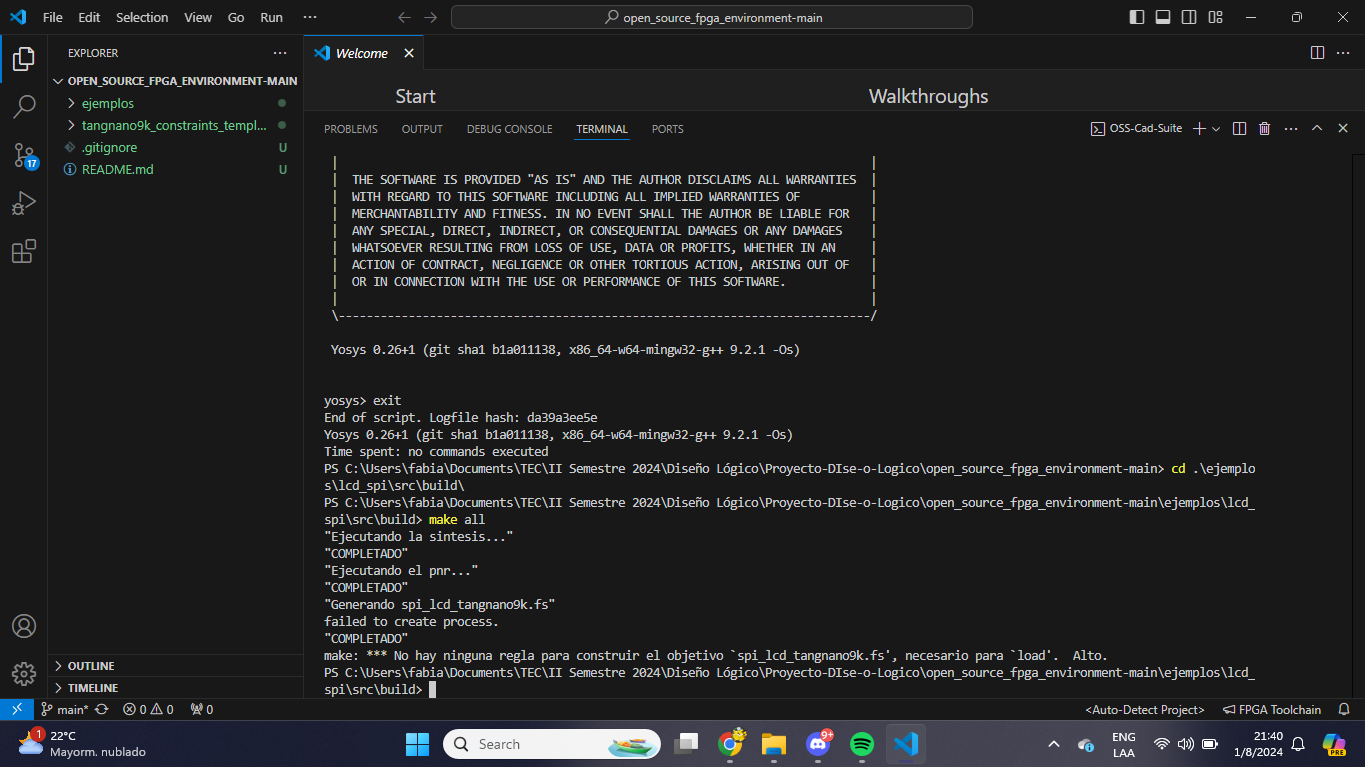 File Edit Selection View Go Run ···
open_source_fpga_environment-main
EXPLORER
OPEN_SOURCE_FPGA_ENVIRONMENT-MAIN
ejemplos
tangnano9k_constraints_templ...
.gitignore U
README.md U
17
OUTLINE
TIMELINE
Welcome
Start
Walkthroughs
PROBLEMS OUTPUT DEBUG CONSOLE TERMINAL PORTS
OSS-Cad-Suite
| |
| THE SOFTWARE IS PROVIDED "AS IS" AND THE AUTHOR DISCLAIMS ALL WARRANTIES |
| WITH REGARD TO THIS SOFTWARE INCLUDING ALL IMPLIED WARRANTIES OF |
| MERCHANTABILITY AND FITNESS. IN NO EVENT SHALL THE AUTHOR BE LIABLE FOR |
| ANY SPECIAL, DIRECT, INDIRECT, OR CONSEQUENTIAL DAMAGES OR ANY DAMAGES |
| WHATSOEVER RESULTING FROM LOSS OF USE, DATA OR PROFITS, WHETHER IN AN |
| ACTION OF CONTRACT, NEGLIGENCE OR OTHER TORTIOUS ACTION, ARISING OUT OF |
| OR IN CONNECTION WITH THE USE OR PERFORMANCE OF THIS SOFTWARE. |
| |
\----------------------------------------------------------------------------/
Yosys 0.26+1 (git sha1 b1a011138, x86_64-w64-mingw32-g++ 9.2.1 -Os)
yosys> exit
End of script. Logfile hash: da39a3ee5e
Yosys 0.26+1 (git sha1 b1a011138, x86_64-w64-mingw32-g++ 9.2.1 -Os)
Time spent: no commands executed
PS C:\Users\fabia\Documents\TEC\II Semestre 2024\Diseño Lógico\Proyecto-DIse-o-Logico\open_source_fpga_environment-main> cd .\ejemplo
s\lcd_spi\src\build\
PS C:\Users\fabia\Documents\TEC\II Semestre 2024\Diseño Lógico\Proyecto-DIse-o-Logico\open_source_fpga_environment-main\ejemplos\lcd_
spi\src\build> make all
"Ejecutando la sintesis..."
"COMPLETADO"
"Ejecutando el pnr..."
"COMPLETADO"
"Generando spi_lcd_tangnano9k.fs"
failed to create process.
"COMPLETADO"
make: *** No hay ninguna regla para construir el objetivo `spi_lcd_tangnano9k.fs', necesario para `load'.  Alto.
PS C:\Users\fabia\Documents\TEC\II Semestre 2024\Diseño Lógico\Proyecto-DIse-o-Logico\open_source_fpga_environment-main\ejemplos\lcd_
spi\src\build>
main* 0 0 0 <Auto-Detect Project> FPGA Toolchain
1
22°C
Mayorm. nublado
Search
9+
ENG
LAA
21:40
1/8/2024
PRE